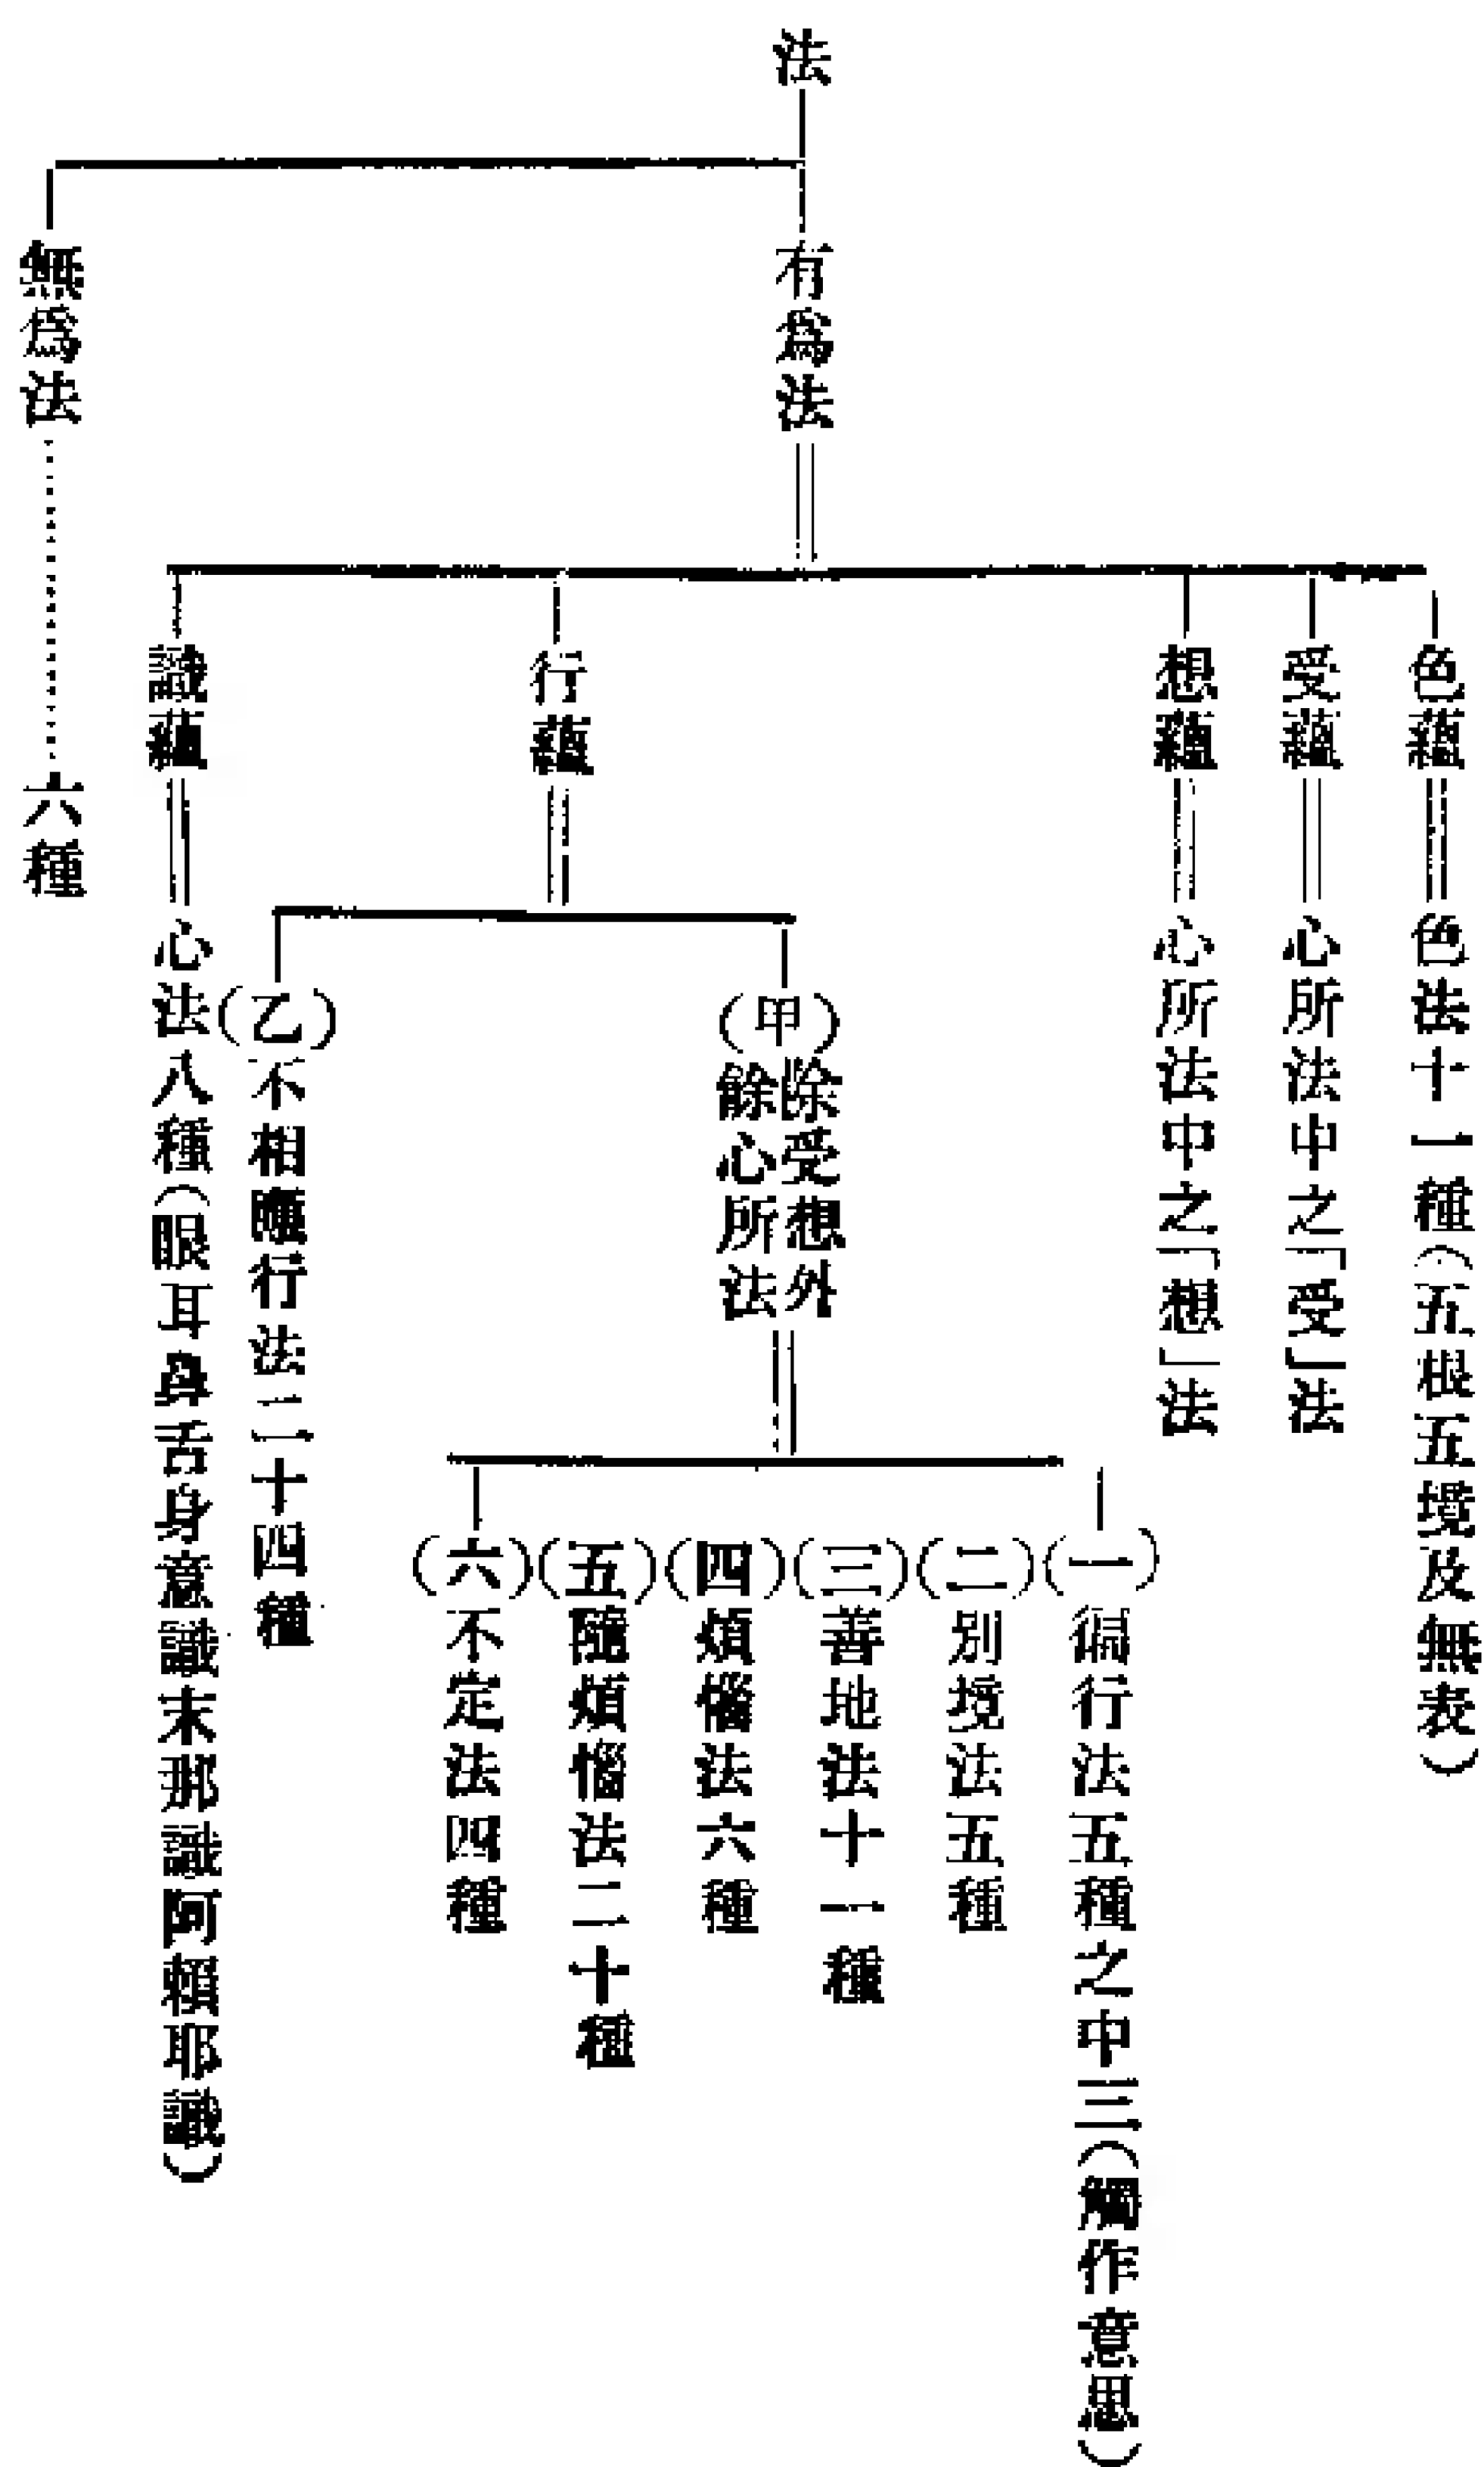 法
有為法
色蘊
色法十一種（五根五境及無表）
受蘊
心所法中之「受」法
想蘊
心所法中之「想」法
行蘊
（甲）除受想外
餘心所法
（一）徧行法五種之中三（觸作意思）
（二）別境法五種
（三）善地法十一種
（四）煩惱法六種
（五）隨煩惱法二十種
（六）不定法四種
（乙）不相應行法二十四種
識蘊
心法八種（眼耳鼻舌身意識末那識阿賴耶識）
無為法
六種